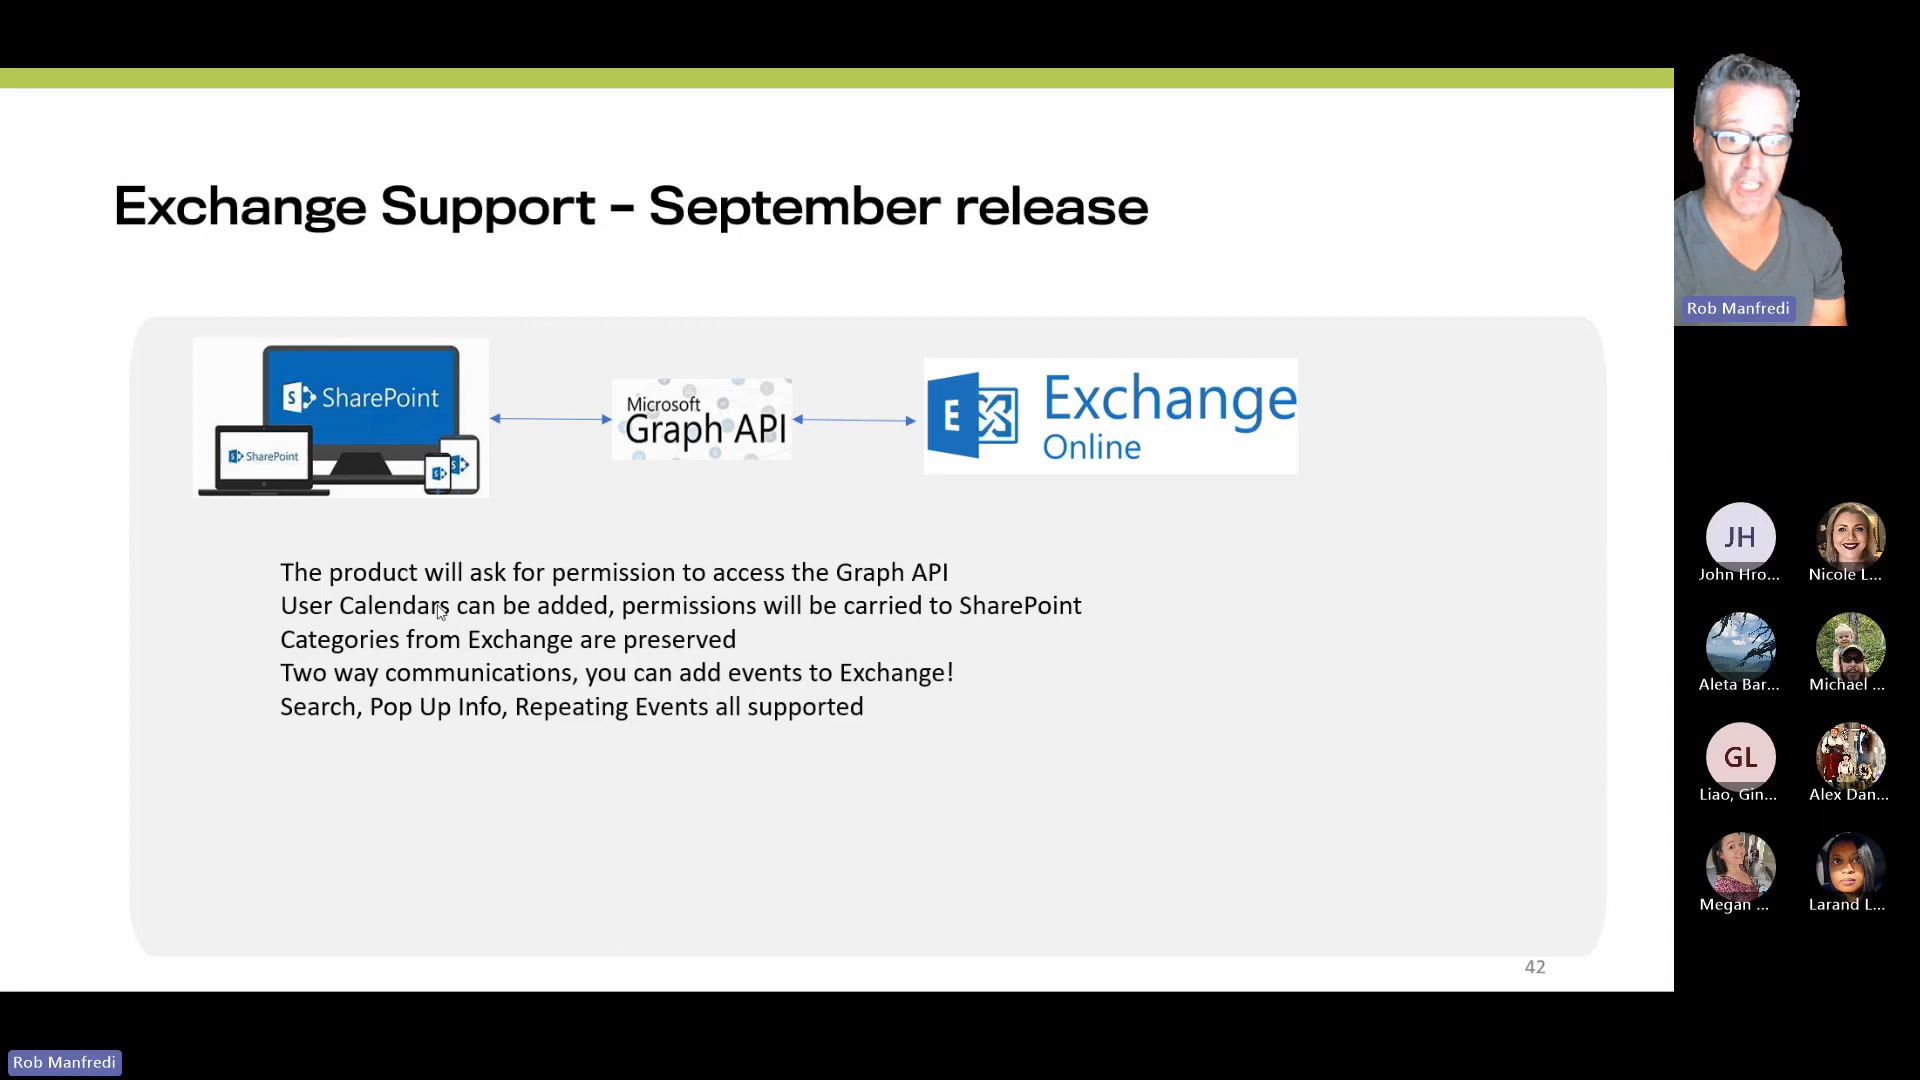 Exchange Support – September release
SharePoint
SharePoint
Microsoft
Graph API
Exchange
Online
The product will ask for permission to access the Graph API
User Calendars can be added, permissions will be carried to SharePoint
Categories from Exchange are preserved
Two way communications, you can add events to Exchange!
Search, Pop Up Info, Repeating Events all supported
42
Rob Manfredi
JH
John Hro...
Nicole L...
Aleta Bar...
Michael ...
GL
Liao, Gin...
Alex Dan...
Megan ...
Larand L...
Rob Manfredi